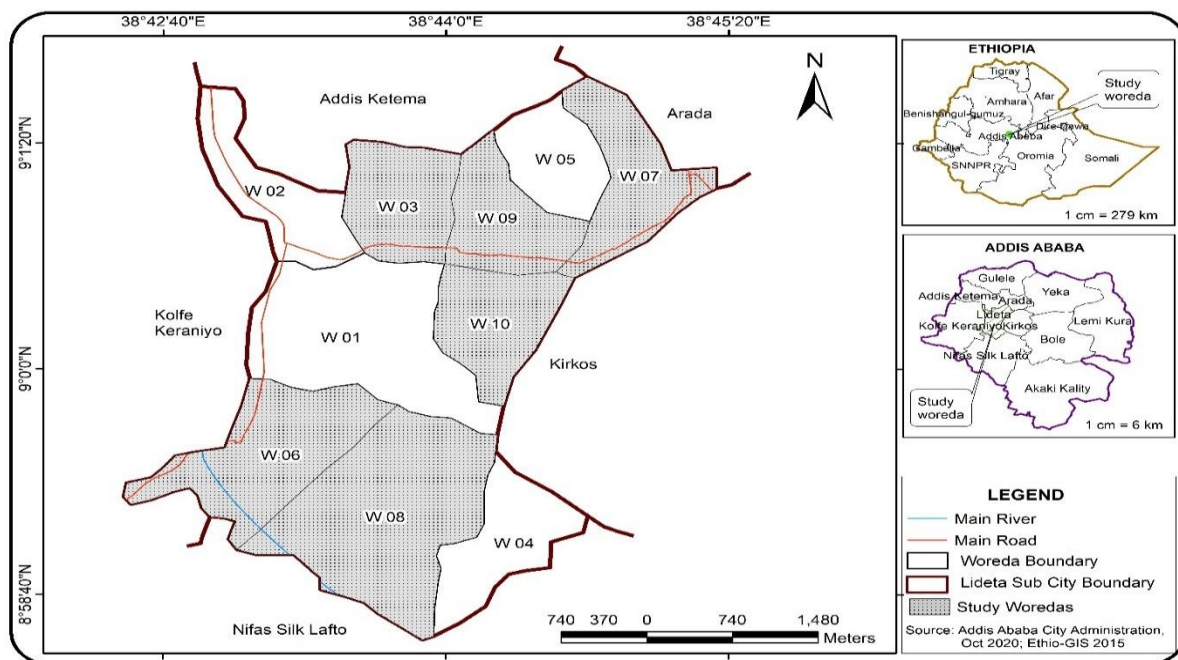 38°42'40"E
38°44'0"E
38°45'20"E
9°1'20"N
9°0'0"N
8°58'40"N
N
Addis Ketema
Arada
W 05
W 02
W 07
W 03
W 09
Kolfe
Keraniyo
W 01
W 10
Kirkos
W 06
W 08
W 04
Nifas Silk Lafto
740 370 0 740 1,480
Meters
ETHIOPIA
Tigray
Study
woreda
Afar
Amhara
Benishangul-gumuz
Dire-Dewa
Addis Ababa
Gambella
Oromia
SNNPR
Somali
1 cm = 279 km
ADDIS ABABA
Gulele
Yeka
Addis Ketema
Arada
Lideta
Lemi Kura
Kolfe Keraniyo
Kirkos
Bole
Nifas Silk Lafto
Akaki Kality
Study
woreda
1 cm = 6 km
LEGEND
Main River
Main Road
Woreda Boundary
Lideta Sub City Boundary
Study Woredas
Source: Addis Ababa City Administration,
Oct 2020; Ethio-GIS 2015